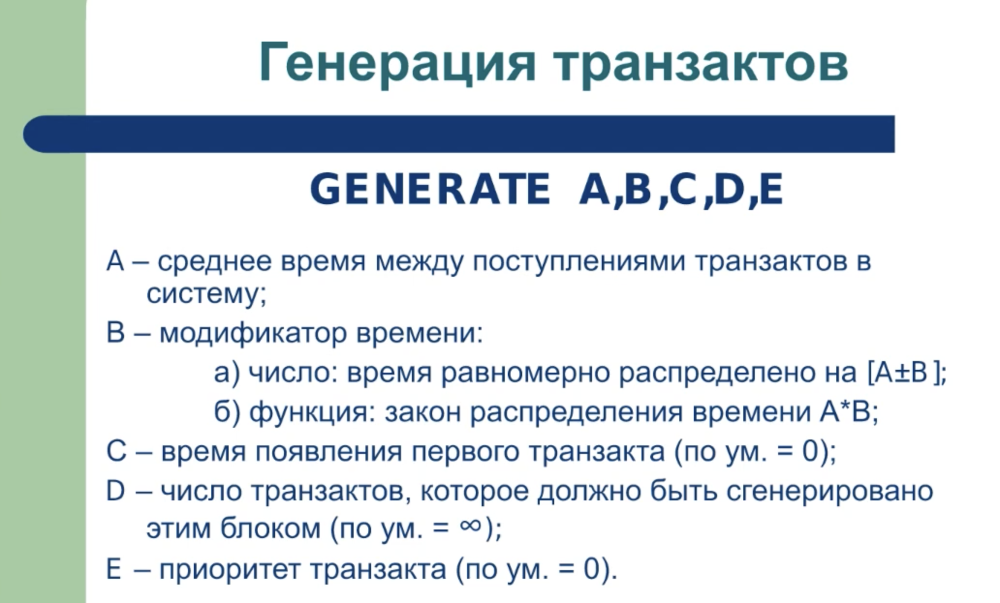 Генерация транзактов
GENERATE A,B,C,D,E
A – среднее время между поступлениями транзактов в
систему;
B – модификатор времени:
а) число: время равномерно распределено на [A±B];
б) функция: закон распределения времени A*B;
C – время появления первого транзакта (по ум. = 0);
D – число транзактов, которое должно быть сгенерировано
этим блоком (по ум. = ∞);
E – приоритет транзакта (по ум. = 0).